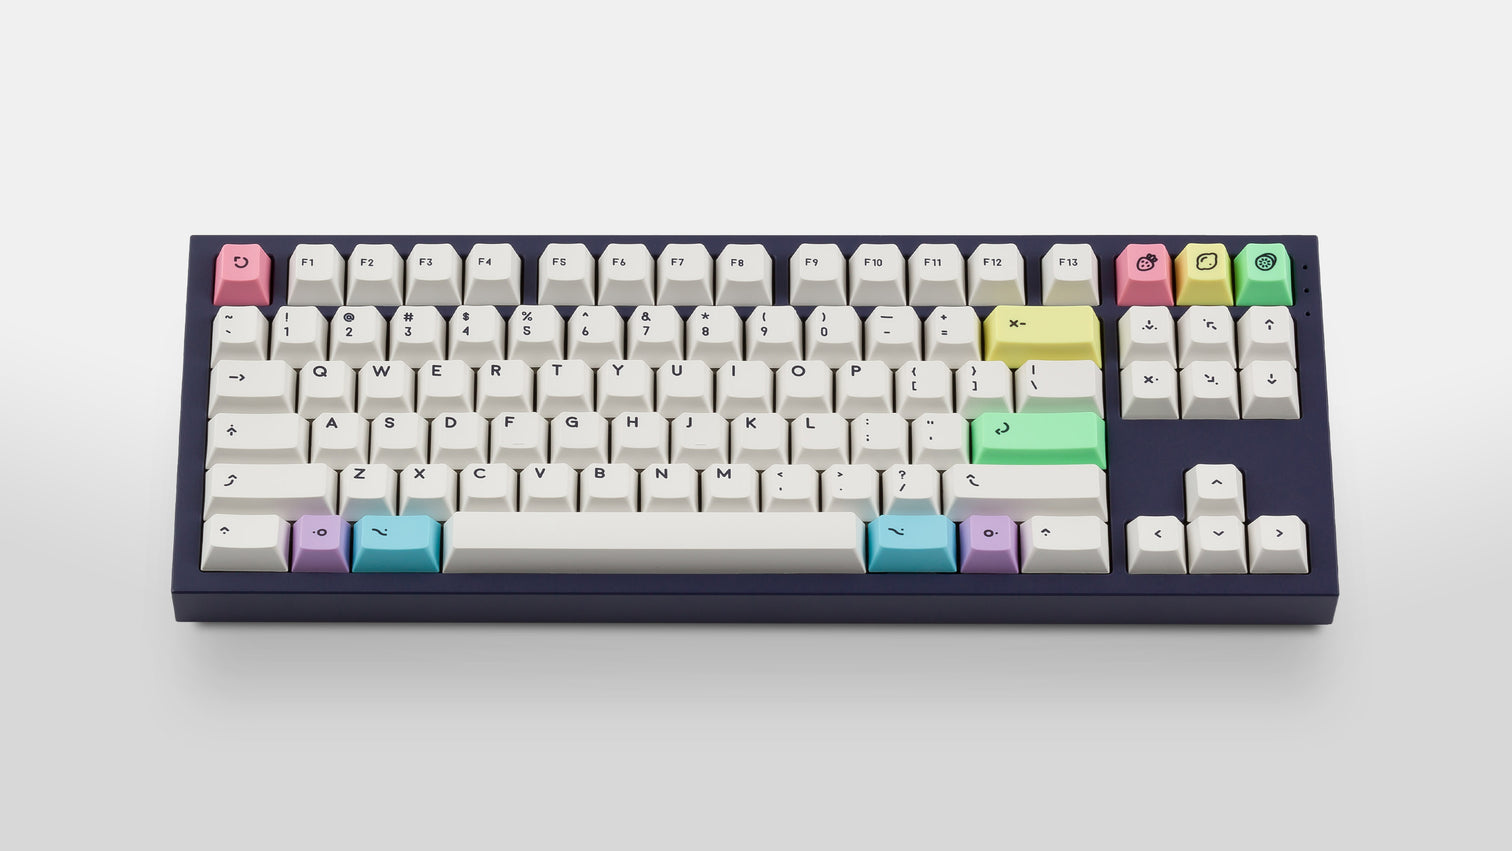 F1 F2 F3 F4 F5 F6 F7 F8 F9 F10 F11 F12 F13
~ ! @ # $ % ^ & * ( ) — +
` 1 2 3 4 5 6 7 8 9 0 - = x-
Q W E R T Y U I O P { } |
[ ] \
A S D F G H J K L : "
; '
Z X C V B N M < > ?
, . /